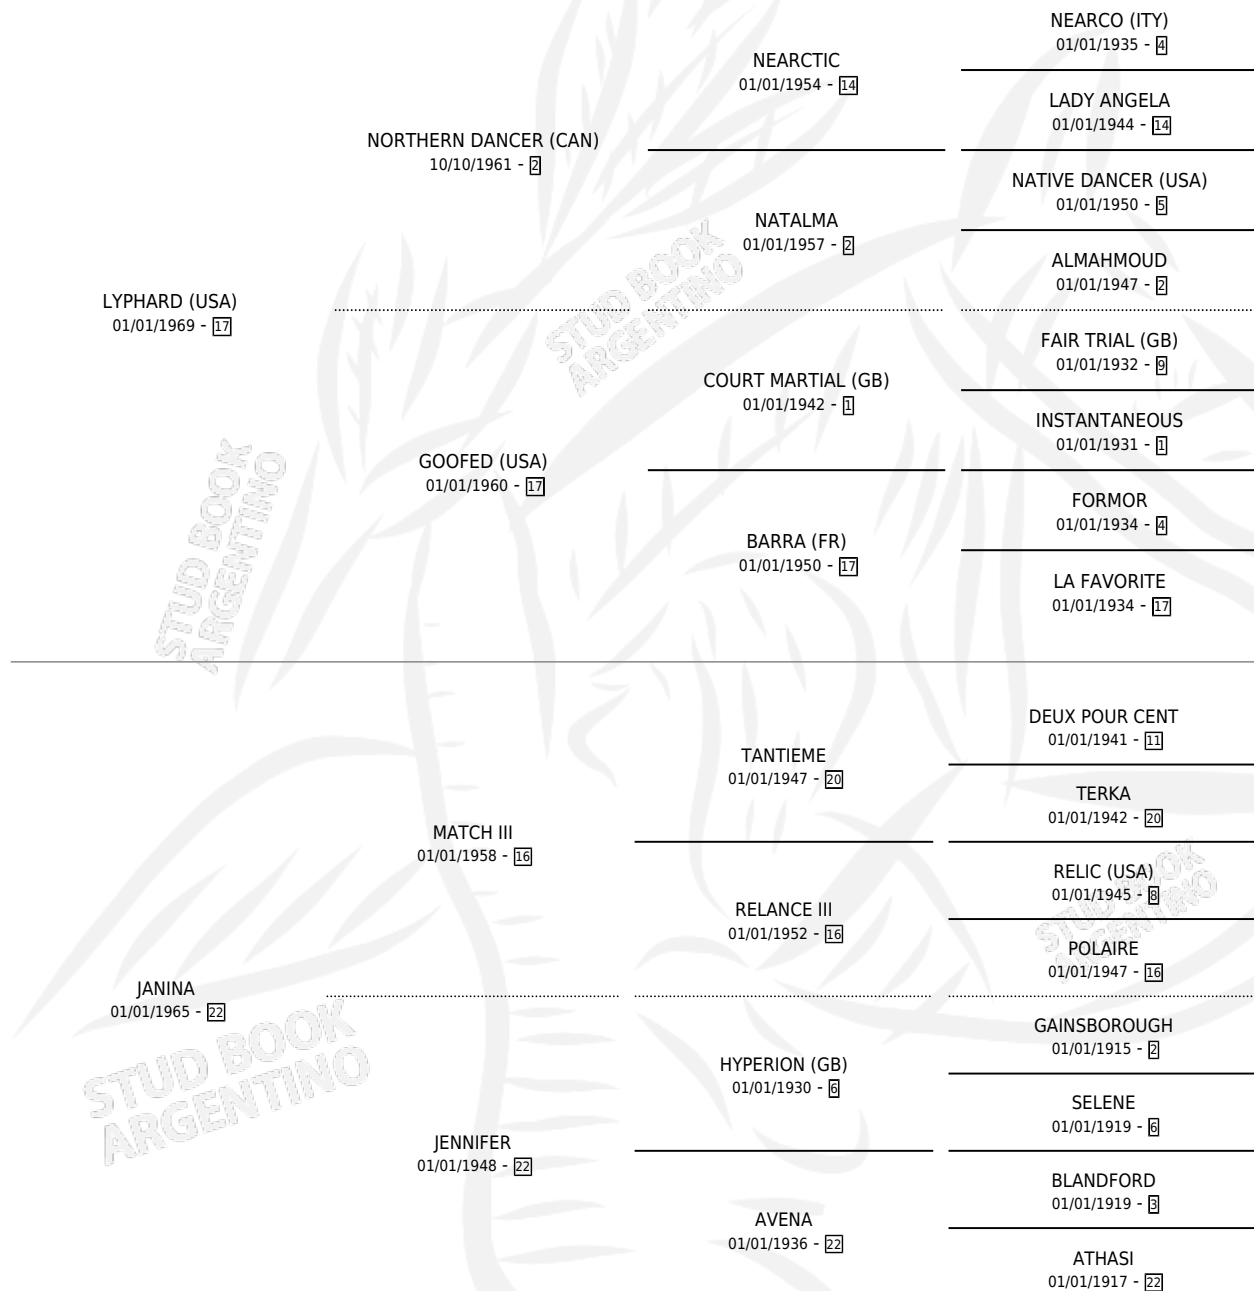 NEARCO (ITY)
01/01/1935 - 4
NEARCTIC
01/01/1954 - 14
LADY ANGELA
01/01/1944 - 14
NORTHERN DANCER (CAN)
10/10/1961 - 2
NATIVE DANCER (USA)
01/01/1950 - 5
NATALMA
01/01/1957 - 2
ALMAHMOUD
01/01/1947 - 2
LYPHARD (USA)
01/01/1969 - 17
STUD BOOK
ARGENTINO
FAIR TRIAL (GB)
01/01/1932 - 9
COURT MARTIAL (GB)
01/01/1942 - 1
INSTANTANEOUS
01/01/1931 - 1
GOOFED (USA)
01/01/1960 - 17
FORMOR
01/01/1934 - 4
BARRA (FR)
01/01/1950 - 17
LA FAVORITE
01/01/1934 - 17
STUD BOOK
ARGENTINO
DEUX POUR CENT
01/01/1941 - 11
TANTIEME
01/01/1947 - 20
TERKA
01/01/1942 - 20
MATCH III
01/01/1958 - 16
RELIC (USA)
01/01/1945 - 8
RELANCE III
01/01/1952 - 16
STUD BOOK
ARGENTINO
POLAIRE
01/01/1947 - 16
JANINA
01/01/1965 - 22
GAINSBOROUGH
01/01/1915 - 2
STUD BOOK
ARGENTINO
HYPERION (GB)
01/01/1930 - 6
SELENE
01/01/1919 - 6
JENNIFER
01/01/1948 - 22
BLANDFORD
01/01/1919 - 3
AVENA
01/01/1936 - 22
ATHASI
01/01/1917 - 22